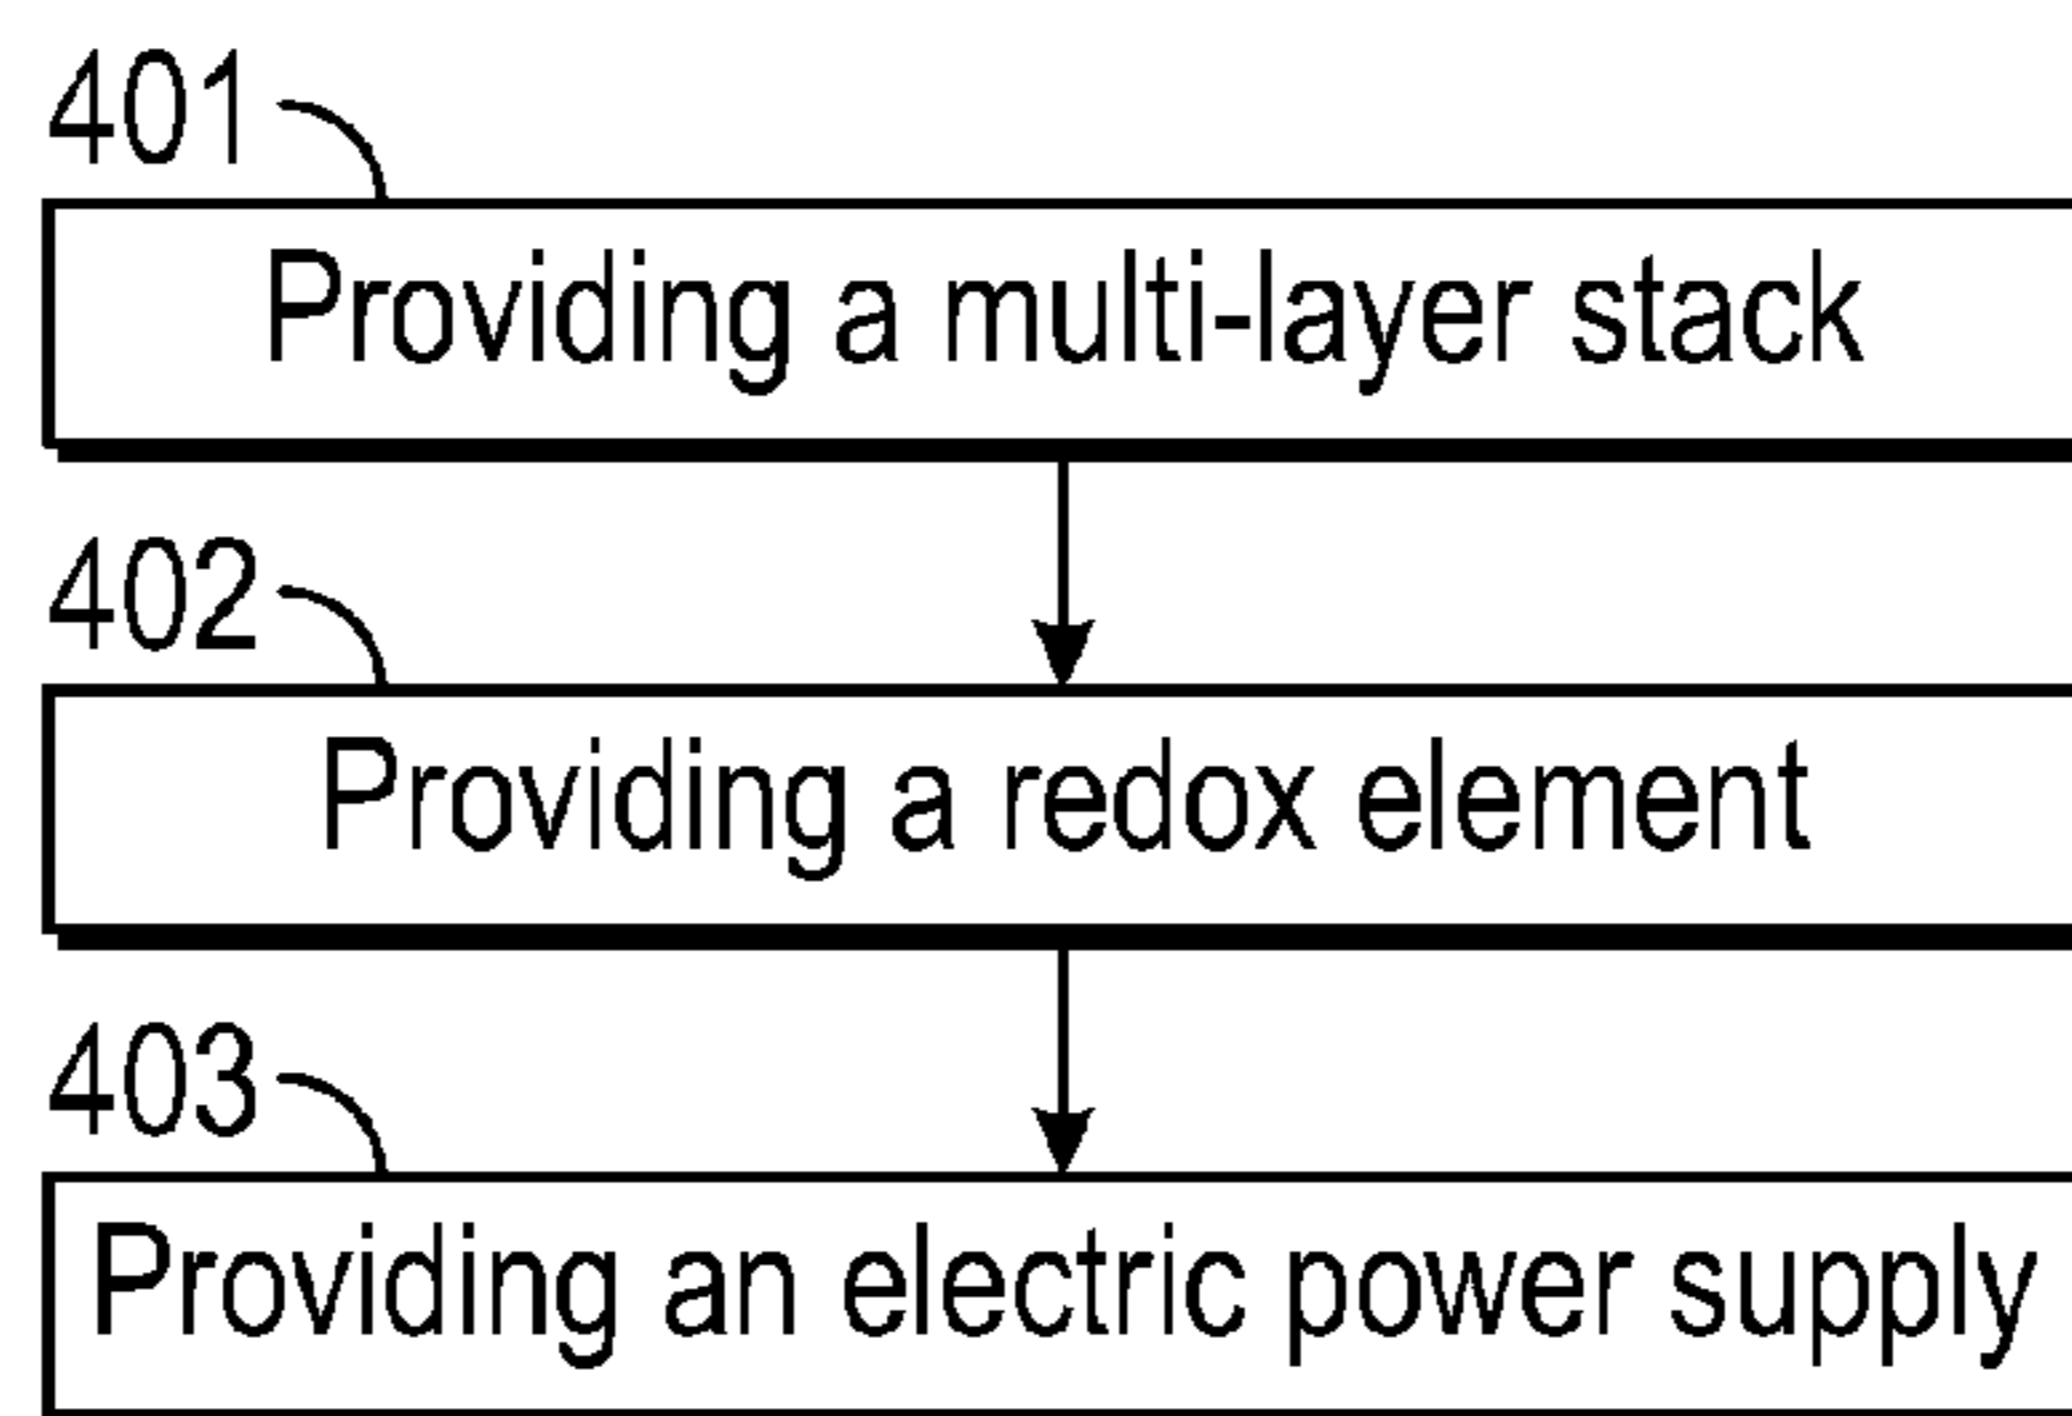 401
Providing a multi-layer stack
402
Providing a redox element
403
Providing an electric power supply